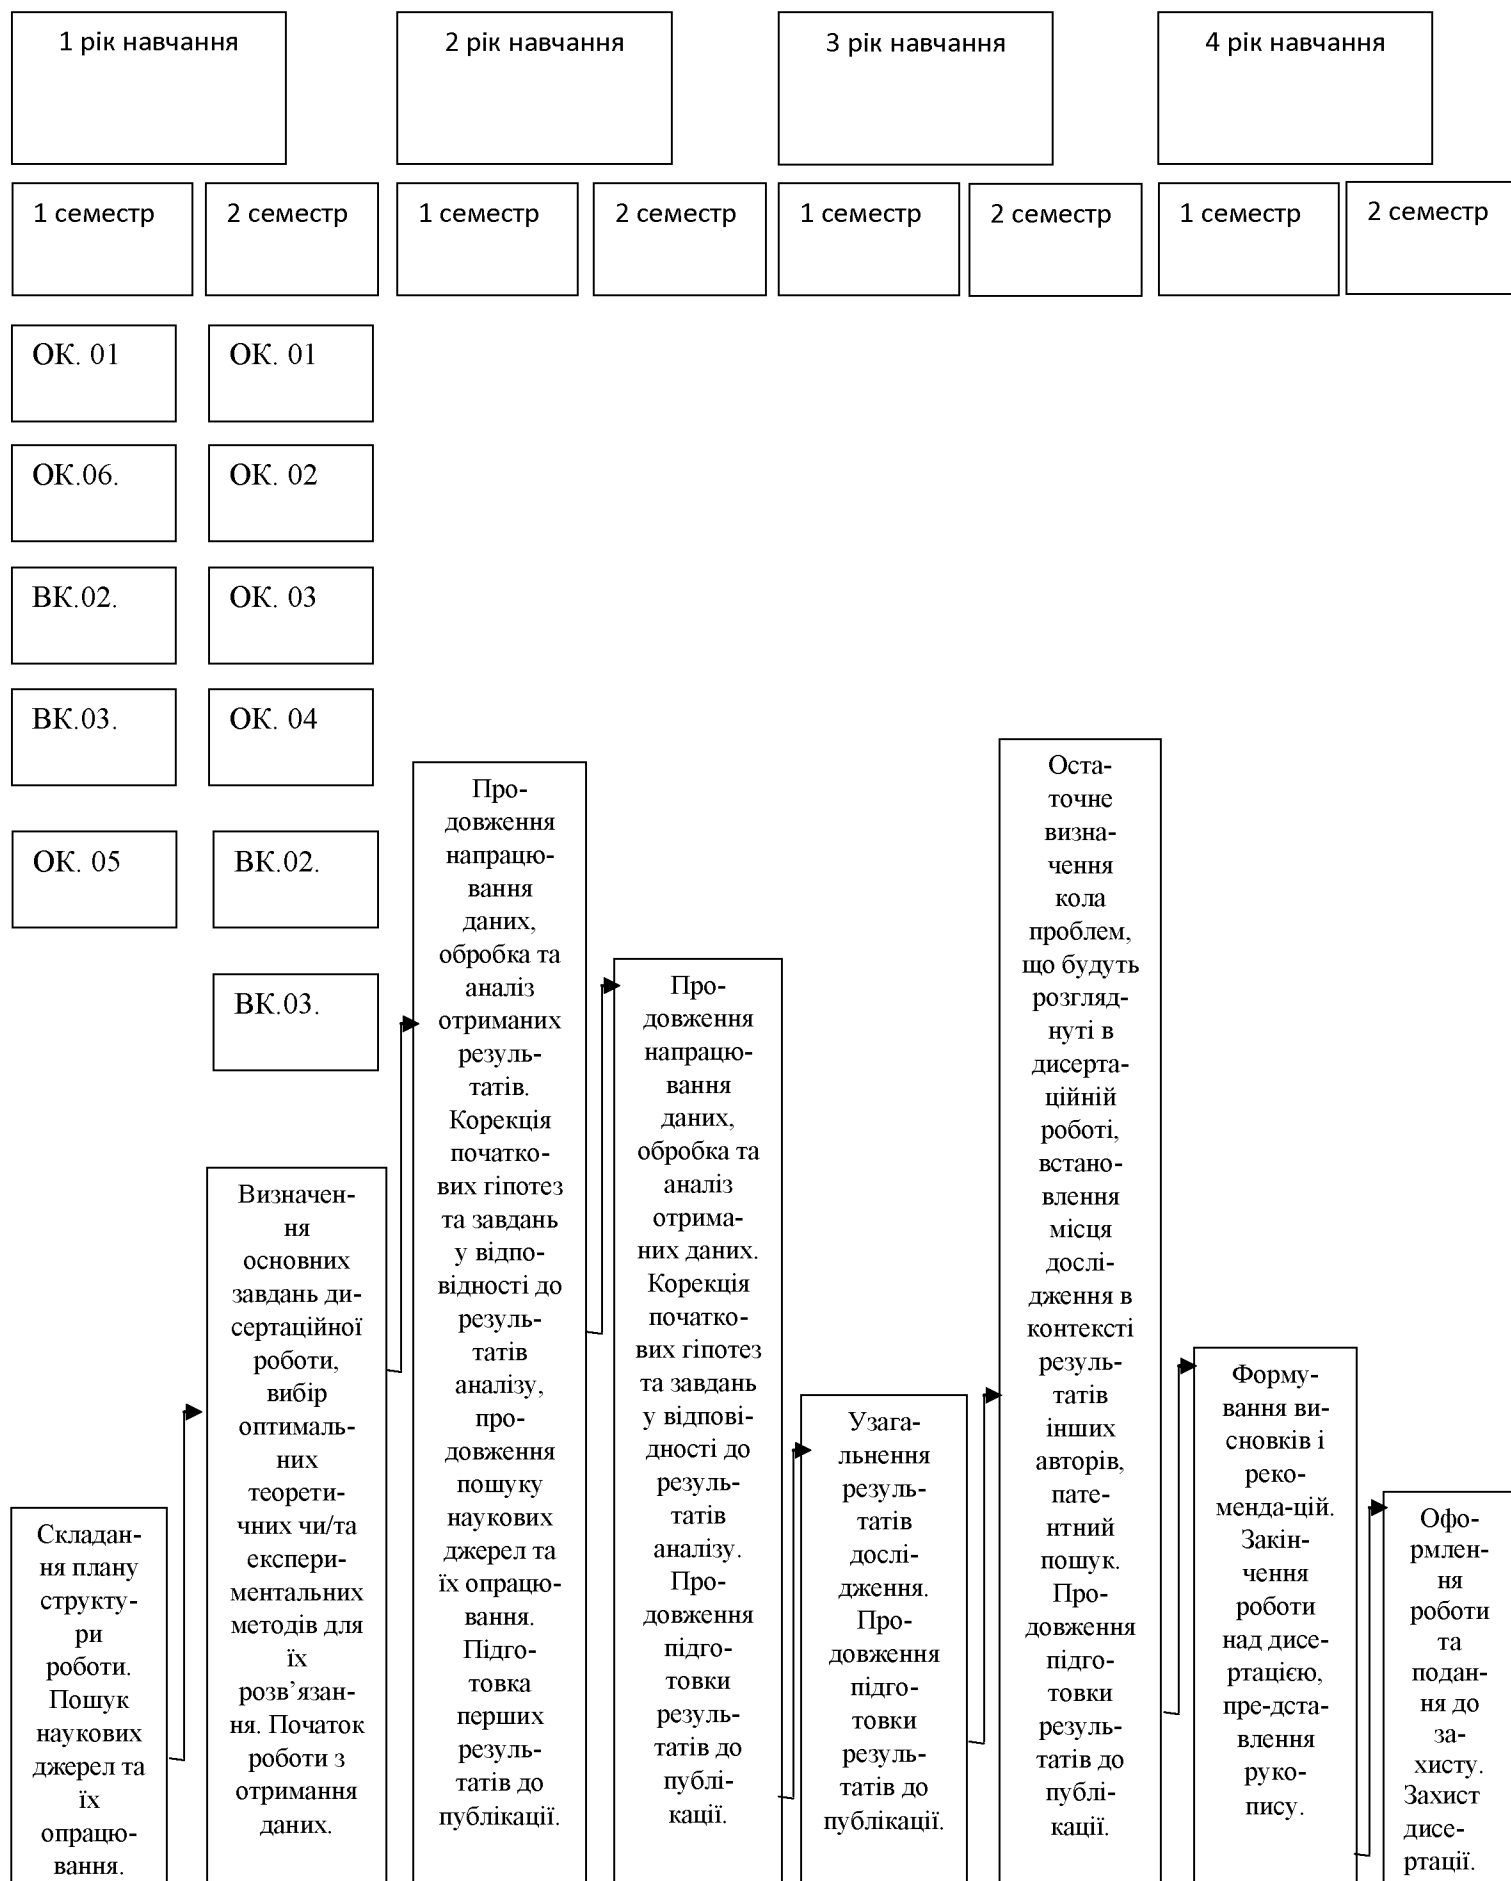 1 рік навчання
2 рік навчання
3 рік навчання
4 рік навчання
1 семестр
2 семестр
1 семестр
2 семестр
1 семестр
2 семестр
1 семестр
2 семестр
ОК. 01
ОК. 01
ОК.06.
ОК. 02
ВК.02.
ОК. 03
ВК.03.
ОК. 04
ОК. 05
ВК.02.
ВК.03.
Складан-
ня плану
структу-
ри
роботи.
Пошук
наукових
джерел та
їх
опрацю-
вання.
Визначен-
ня
основних
завдань ди-
сертаційної
роботи,
вибір
оптималь-
них
теорети-
чних чи/та
експери-
ментальних
методів для
їх
розв’язан-
ня. Початок
роботи з
отримання
даних.
Про-
довження
напрацю-
вання
даних,
обробка та
аналіз
отриманих
резуль-
татів.
Корекція
початко-
вих гіпотез
та завдань
у відпо-
відності до
резуль-
татів
аналізу,
про-
довження
пошуку
наукових
джерел та
їх опрацю-
вання.
Підго-
товка
перших
резуль-
татів до
публікації.
Про-
довження
напрацю-
вання
даних,
обробка та
аналіз
отрима-
них даних.
Корекція
початко-
вих гіпотез
та завдань
у відпові-
дності до
резуль-
татів
аналізу.
Про-
довження
підго-
товки
резуль-
татів до
публі-
кації.
Узага-
льнення
резуль-
татів
дослі-
дження.
Про-
довження
підго-
товки
резуль-
татів до
публікації.
Оста-
точне
визна-
чення
кола
проблем,
що будуть
розгляд-
нуті в
дисерта-
ційній
роботі,
встано-
влення
місця
дослі-
дження в
контексті
резуль-
татів
інших
авторів,
пате-
нтний
пошук.
Про-
довження
підго-
товки
резуль-
татів до
публі-
кації.
Форму-
вання ви-
сновків і
реко-
менда-цій.
Закін-
чення
роботи
над дисе-
ртацією,
пре-дста-
влення
руко-
пису.
Офо-
рмлен-
ня
роботи
та
подан-
ня до
за-
хисту.
Захист
дисе-
ртації.